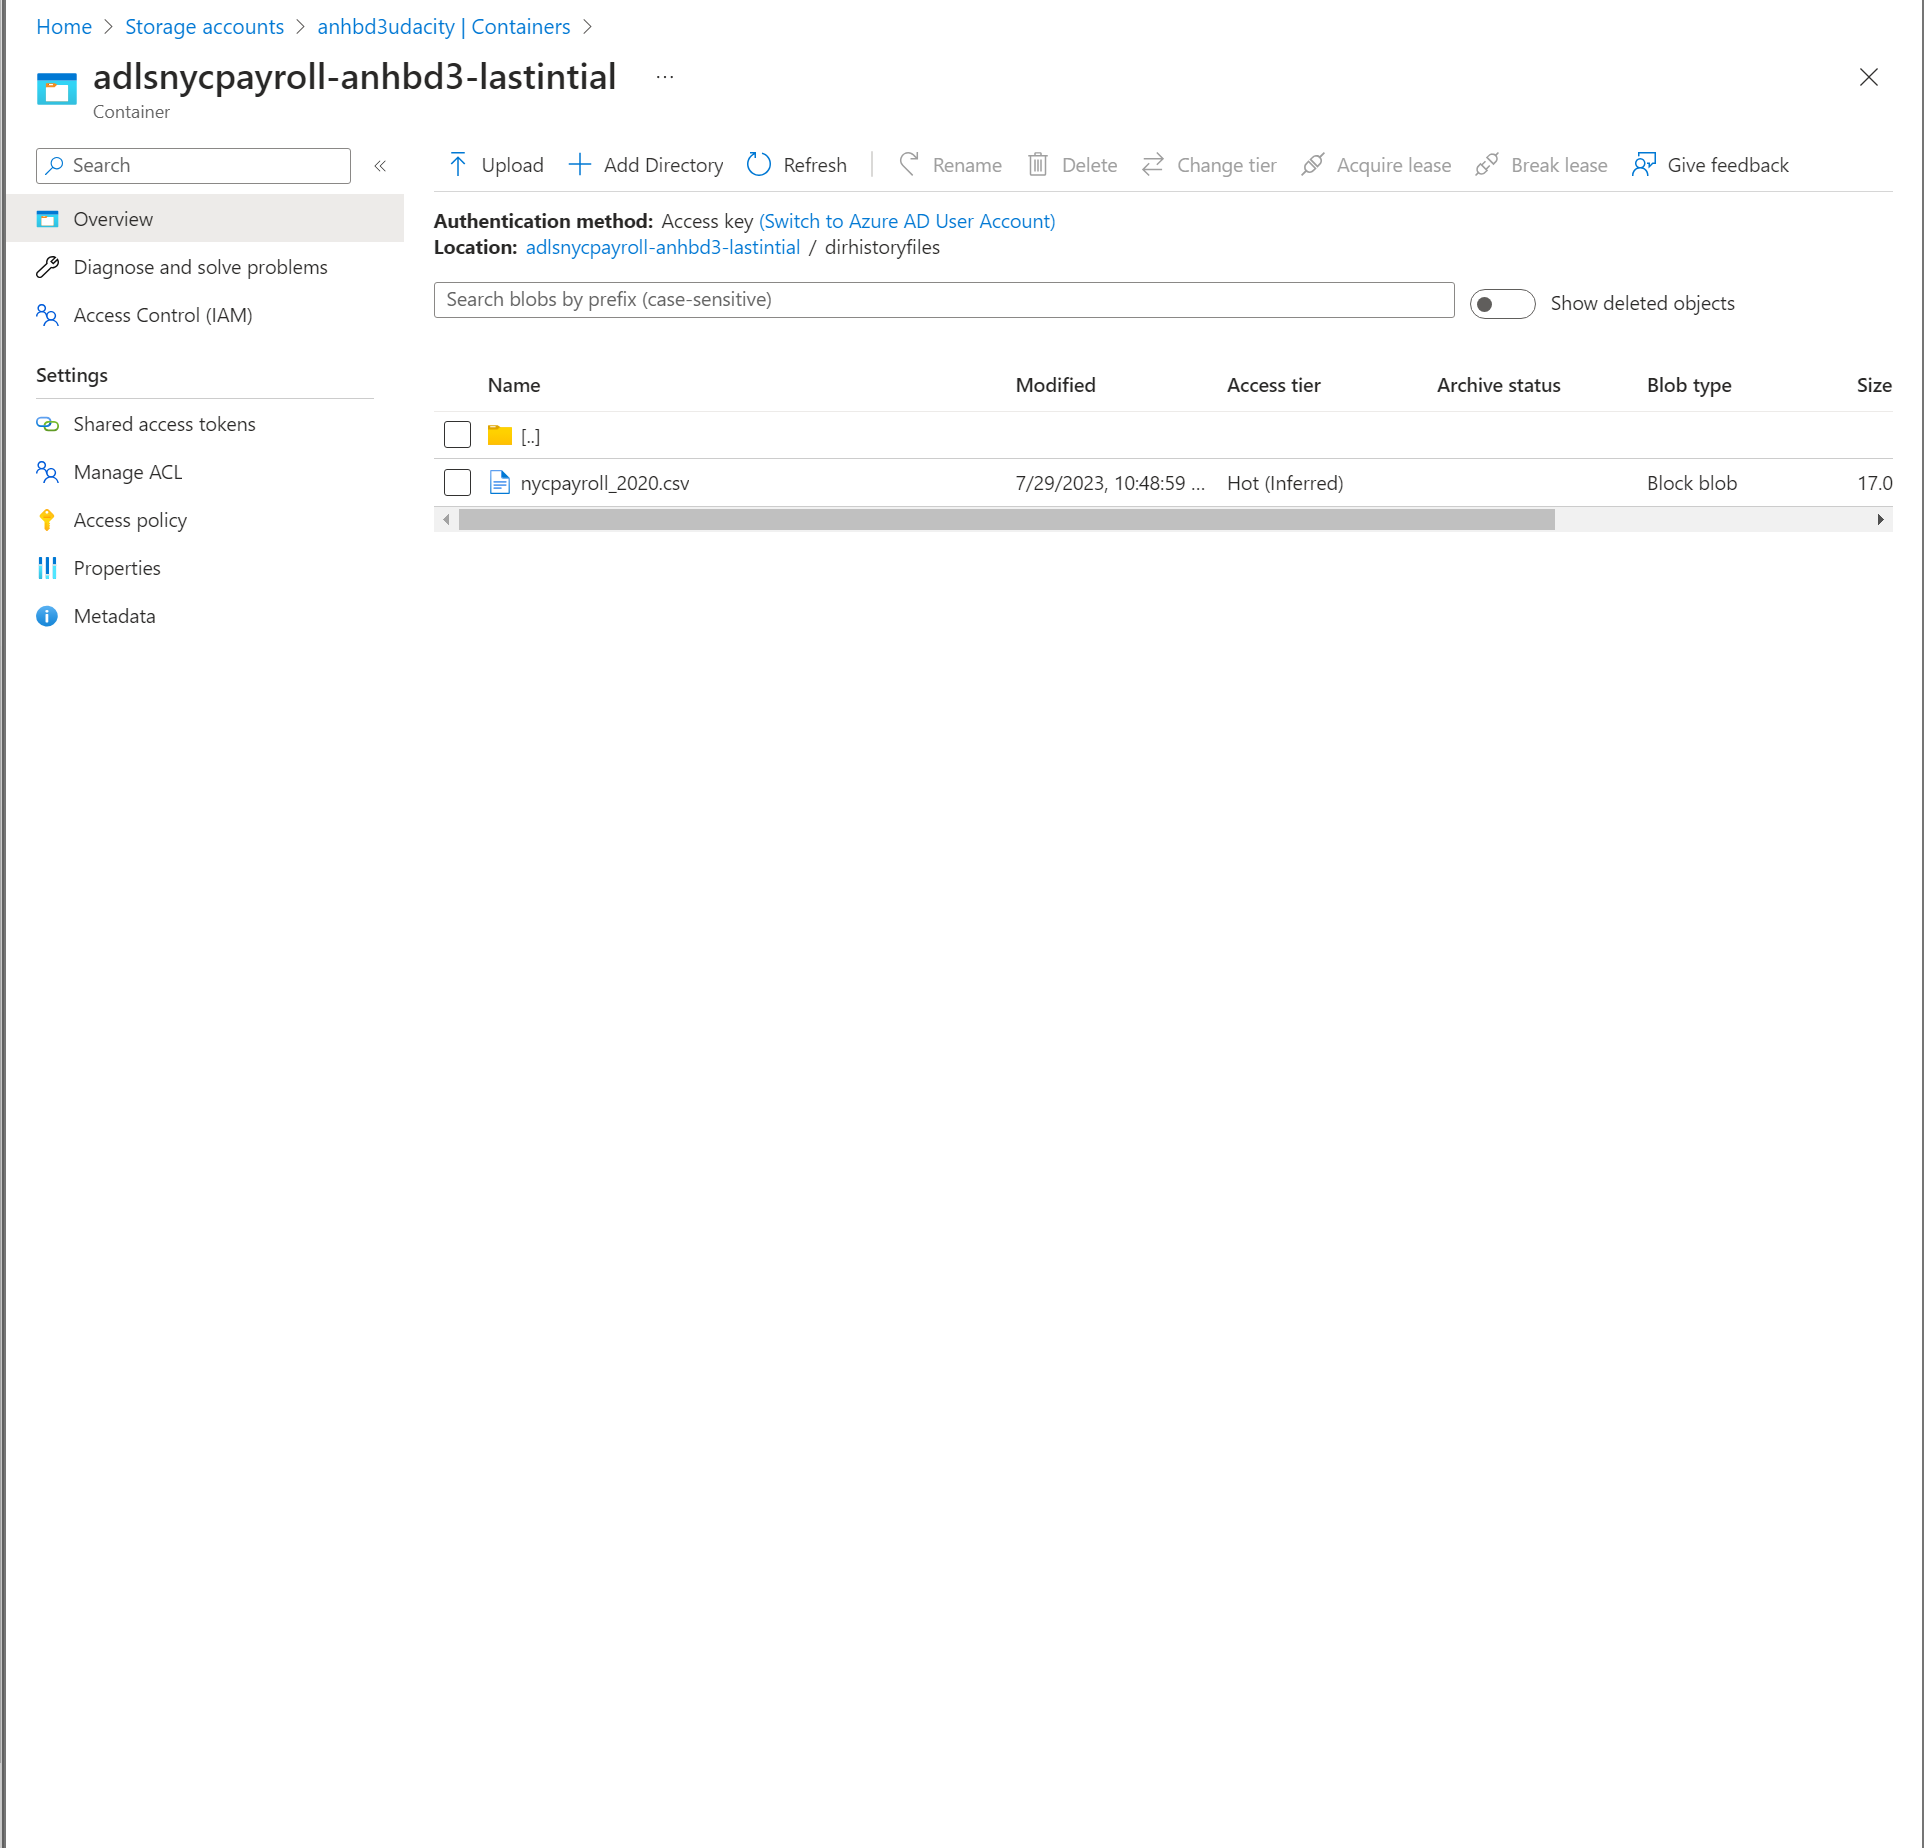 Home > Storage accounts > anhbd3udacity | Containers >
adlsnycpayroll-anhbd3-lastintial ...
Container
Search «
Upload Add Directory Refresh | Rename Delete Change tier Acquire lease Break lease Give feedback
Overview
Diagnose and solve problems
Access Control (IAM)
Settings
Shared access tokens
Manage ACL
Access policy
Properties
Metadata
Authentication method: Access key (Switch to Azure AD User Account)
Location: adlsnycpayroll-anhbd3-lastintial / dirhistoryfiles
Search blobs by prefix (case-sensitive)
Show deleted objects
Name Modified Access tier Archive status Blob type Size
[..]
nycpayroll_2020.csv 7/29/2023, 10:48:59 ... Hot (Inferred) Block blob 17.0